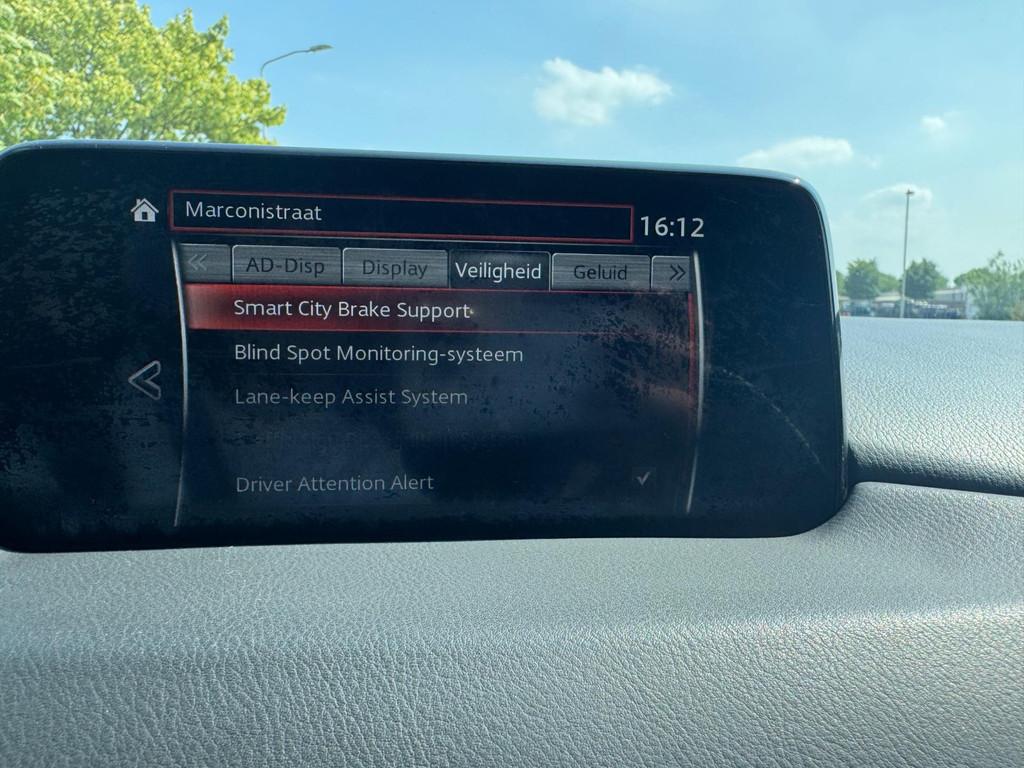 Marconistraat
16:12
« AD-Disp Display Veiligheid Geluid »
Smart City Brake Support
Blind Spot Monitoring-systeem
Lane-keep Assist System
Driver Attention Alert ✓